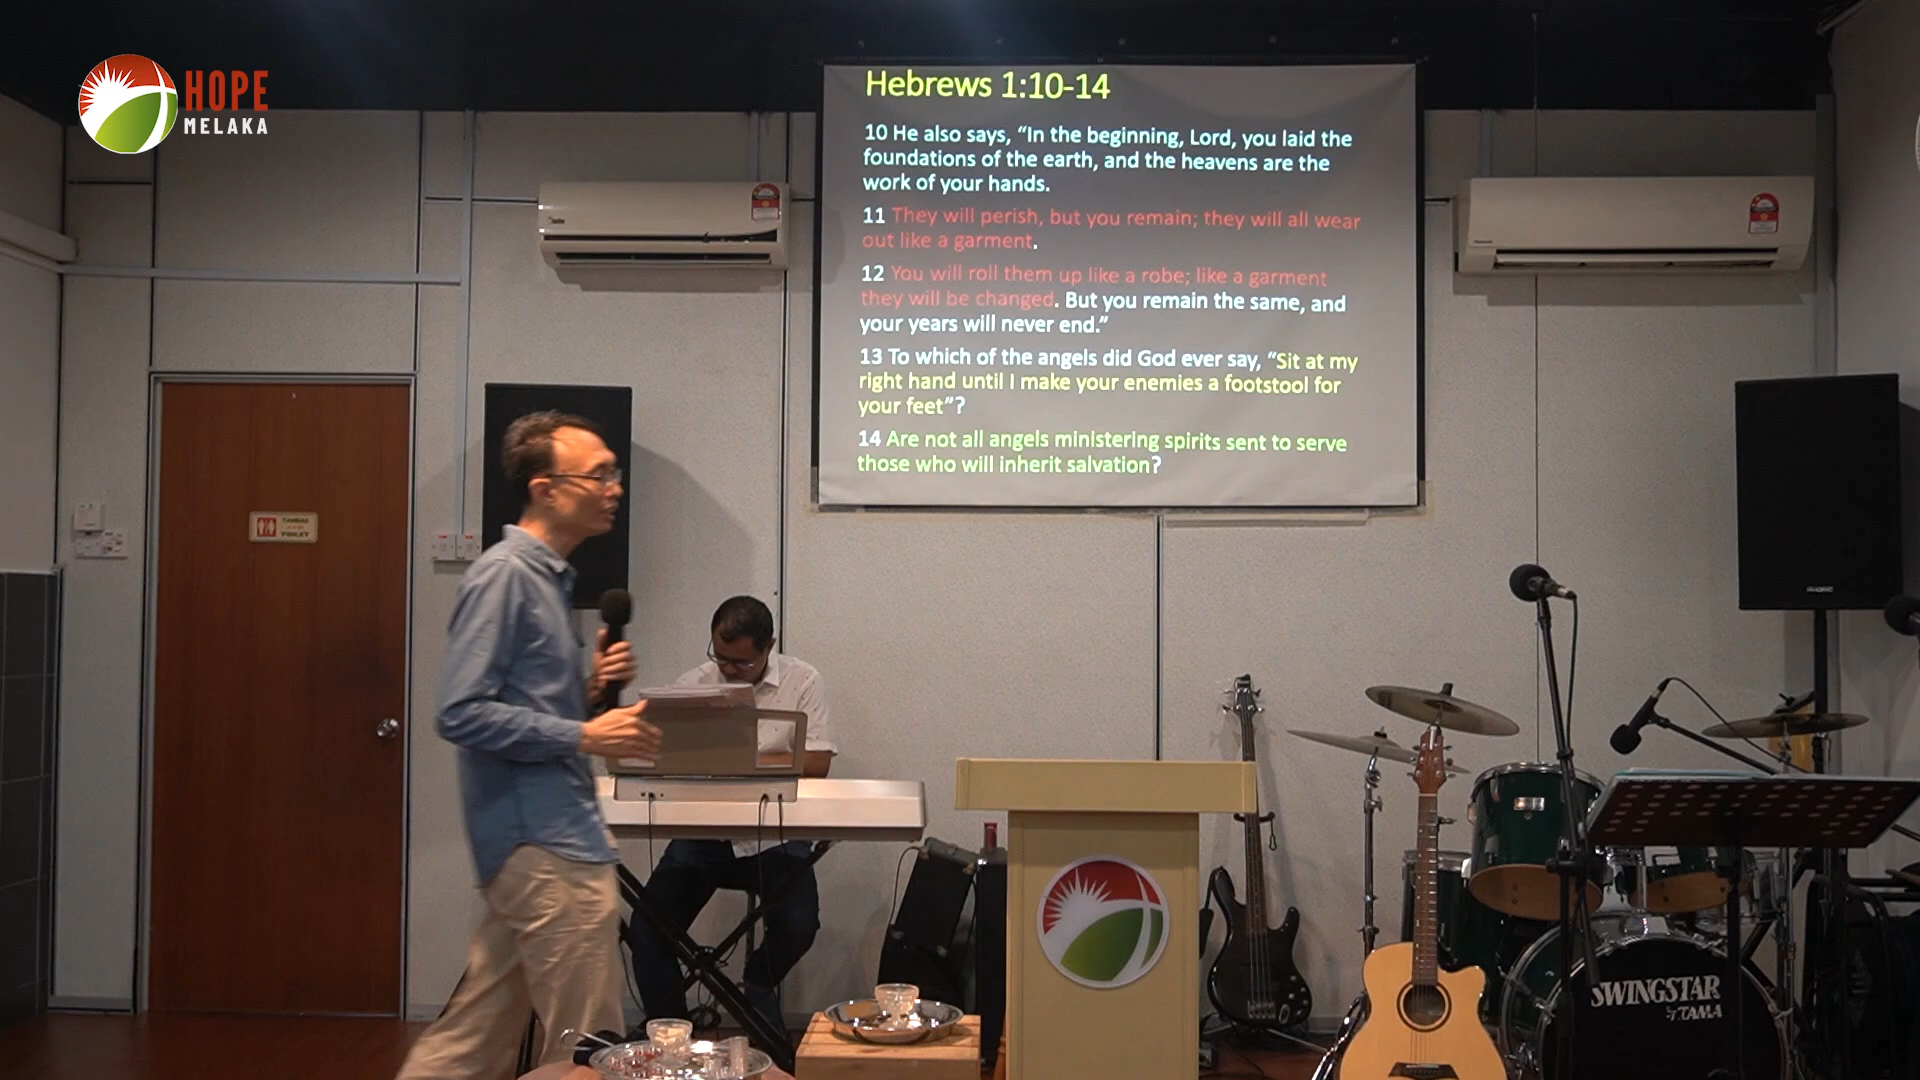 HOPE
MELAKA
Hebrews 1:10-14
10 He also says, “In the beginning, Lord, you laid the
foundations of the earth, and the heavens are the
work of your hands.
11 They will perish, but you remain; they will all wear
out like a garment.
12 You will roll them up like a robe; like a garment
they will be changed. But you remain the same, and
your years will never end.”
13 To which of the angels did God ever say, “Sit at my
right hand until I make your enemies a footstool for
your feet”?
14 Are not all angels ministering spirits sent to serve
those who will inherit salvation?
TANDAS
TOILET
SWINGSTAR
TAMA